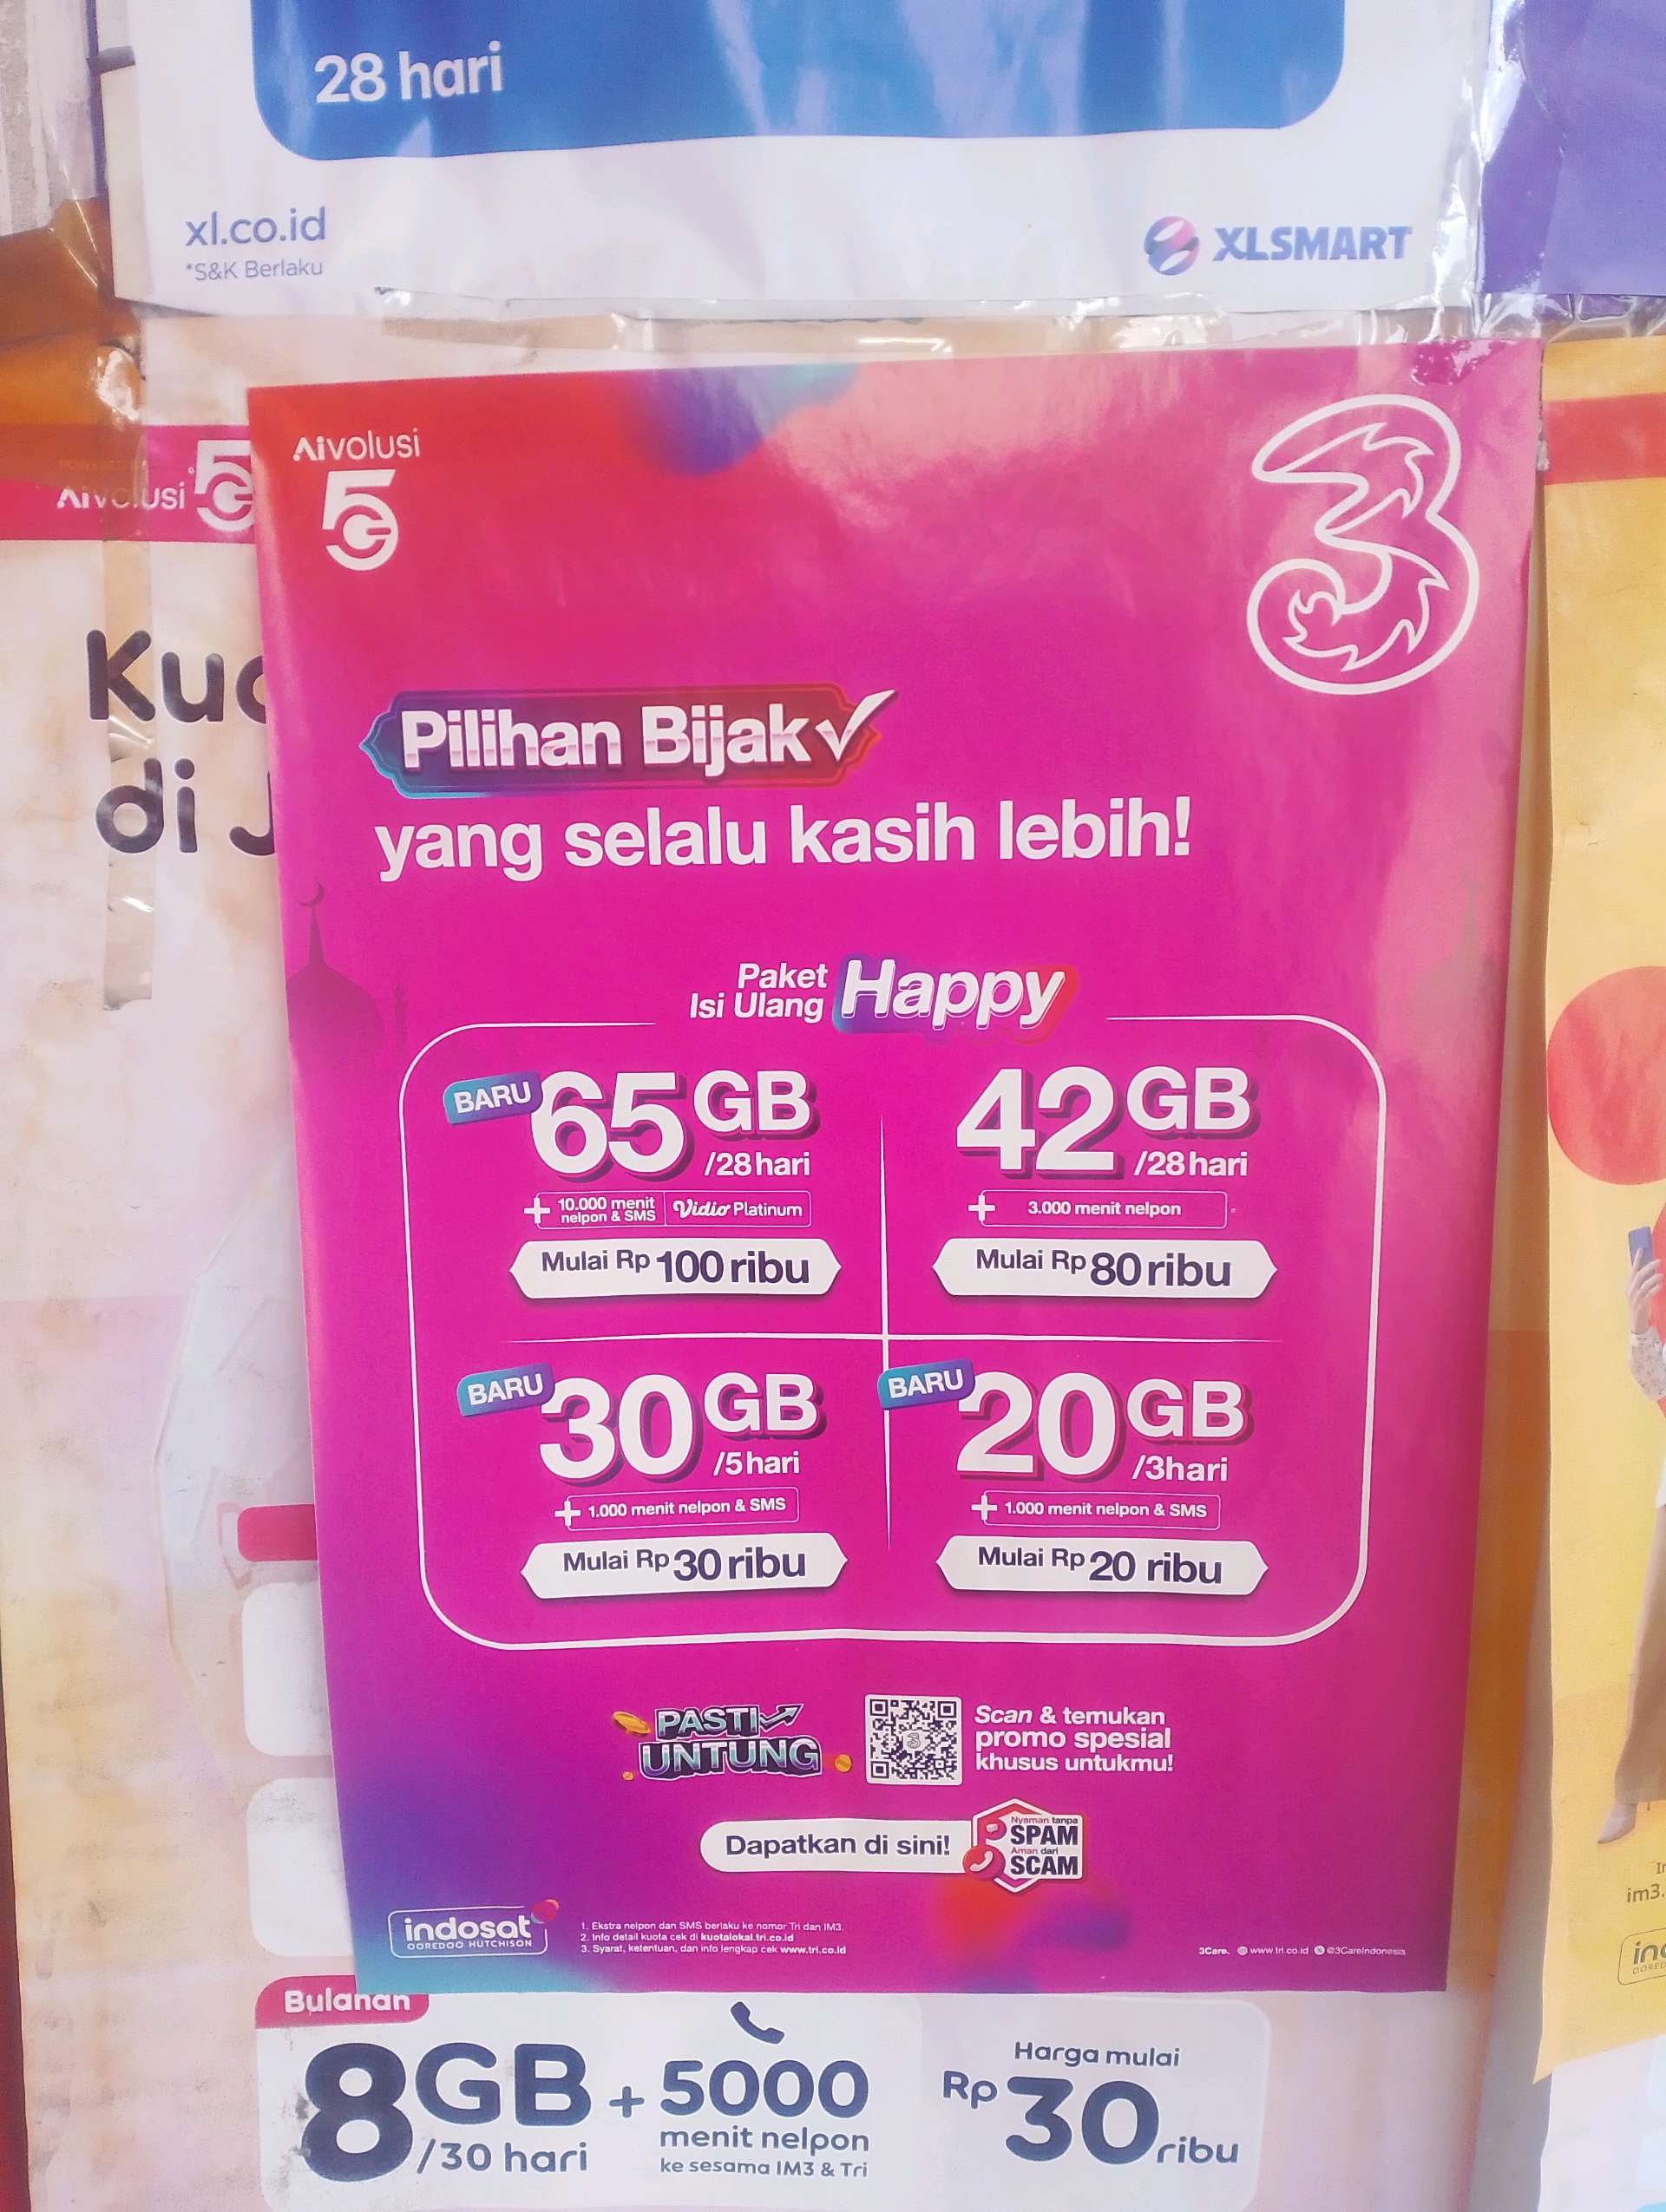 28 hari
xl.co.id
*S&K Berlaku
XLSMART
Aivolusi
5G
Aivolusi
5G
3
Pilihan Bijak
yang selalu kasih lebih!
di
Paket
Isi Ulang
Happy
BARU
65 GB
/28 hari
+ 10.000 menit
nelpon & SMS
Vidio Platinum
Mulai Rp 100 ribu
42 GB
/28 hari
+ 3.000 menit nelpon
Mulai Rp 80 ribu
BARU
30 GB
/5 hari
+ 1.000 menit nelpon & SMS
Mulai Rp 30 ribu
BARU
20 GB
/3hari
+ 1.000 menit nelpon & SMS
Mulai Rp 20 ribu
PASTI
UNTUNG
Scan & temukan
promo spesial
khusus untukmu!
Dapatkan di sini!
Nyaman tanpa
SPAM
Aman dari
SCAM
indosat
OOREDOO HUTCHISON
1. Ekstra nelpon dan SMS berlaku ke nomor Tri dan IM3.
2. Info detail kuota cek di kuotalokal.tri.co.id
3. Syarat, ketentuan, dan info lengkap cek www.tri.co.id
3Care. www.tri.co.id @3CareIndonesia
im3.
Bulanan
8GB
/30 hari
+ 5000
menit nelpon
ke sesama IM3 & Tri
Harga mulai
Rp 30 ribu